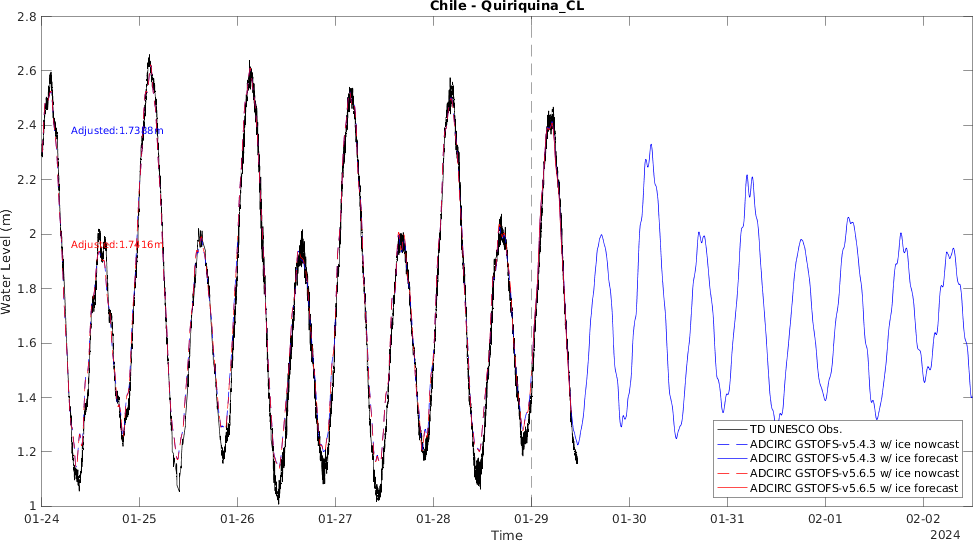 Chile - Quiriquina_CL
2.8
2.6
2.4
2.2
2
1.8
1.6
1.4
1.2
1
Water Level (m)
Adjusted:1.7388m
Adjusted:1.7416m
TD UNESCO Obs.
ADCIRC GSTOFS-v5.4.3 w/ ice nowcast
ADCIRC GSTOFS-v5.4.3 w/ ice forecast
ADCIRC GSTOFS-v5.6.5 w/ ice nowcast
ADCIRC GSTOFS-v5.6.5 w/ ice forecast
01-24 01-25 01-26 01-27 01-28 01-29 01-30 01-31 02-01 02-02
Time
2024